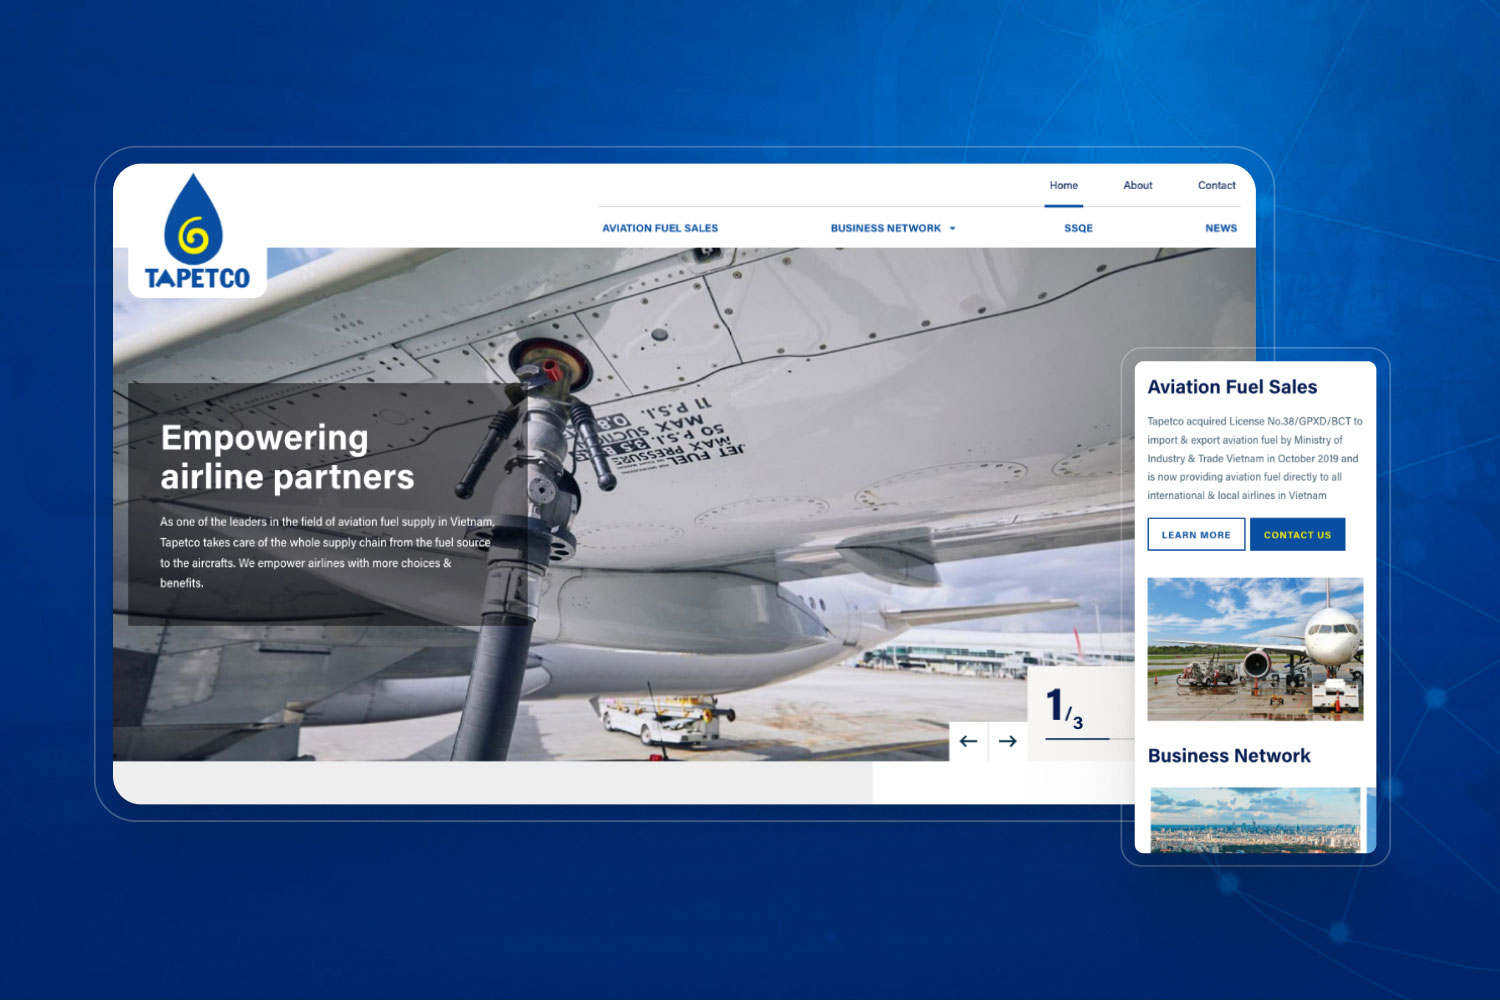 TAPETCO
Home About Contact
AVIATION FUEL SALES BUSINESS NETWORK SSQE NEWS
JET FUEL
MAX PRESSURE
50 P.S.I.
MAX SUCTION
11 P.S.I.
Empowering
airline partners
As one of the leaders in the field of aviation fuel supply in Vietnam,
Tapetco takes care of the whole supply chain from the fuel source
to the aircrafts. We empower airlines with more choices &
benefits.
1/3
Aviation Fuel Sales
Tapetco acquired License No.38/GPXD/BCT to
import & export aviation fuel by Ministry of
Industry & Trade Vietnam in October 2019 and
is now providing aviation fuel directly to all
international & local airlines in Vietnam
LEARN MORE CONTACT US
Business Network